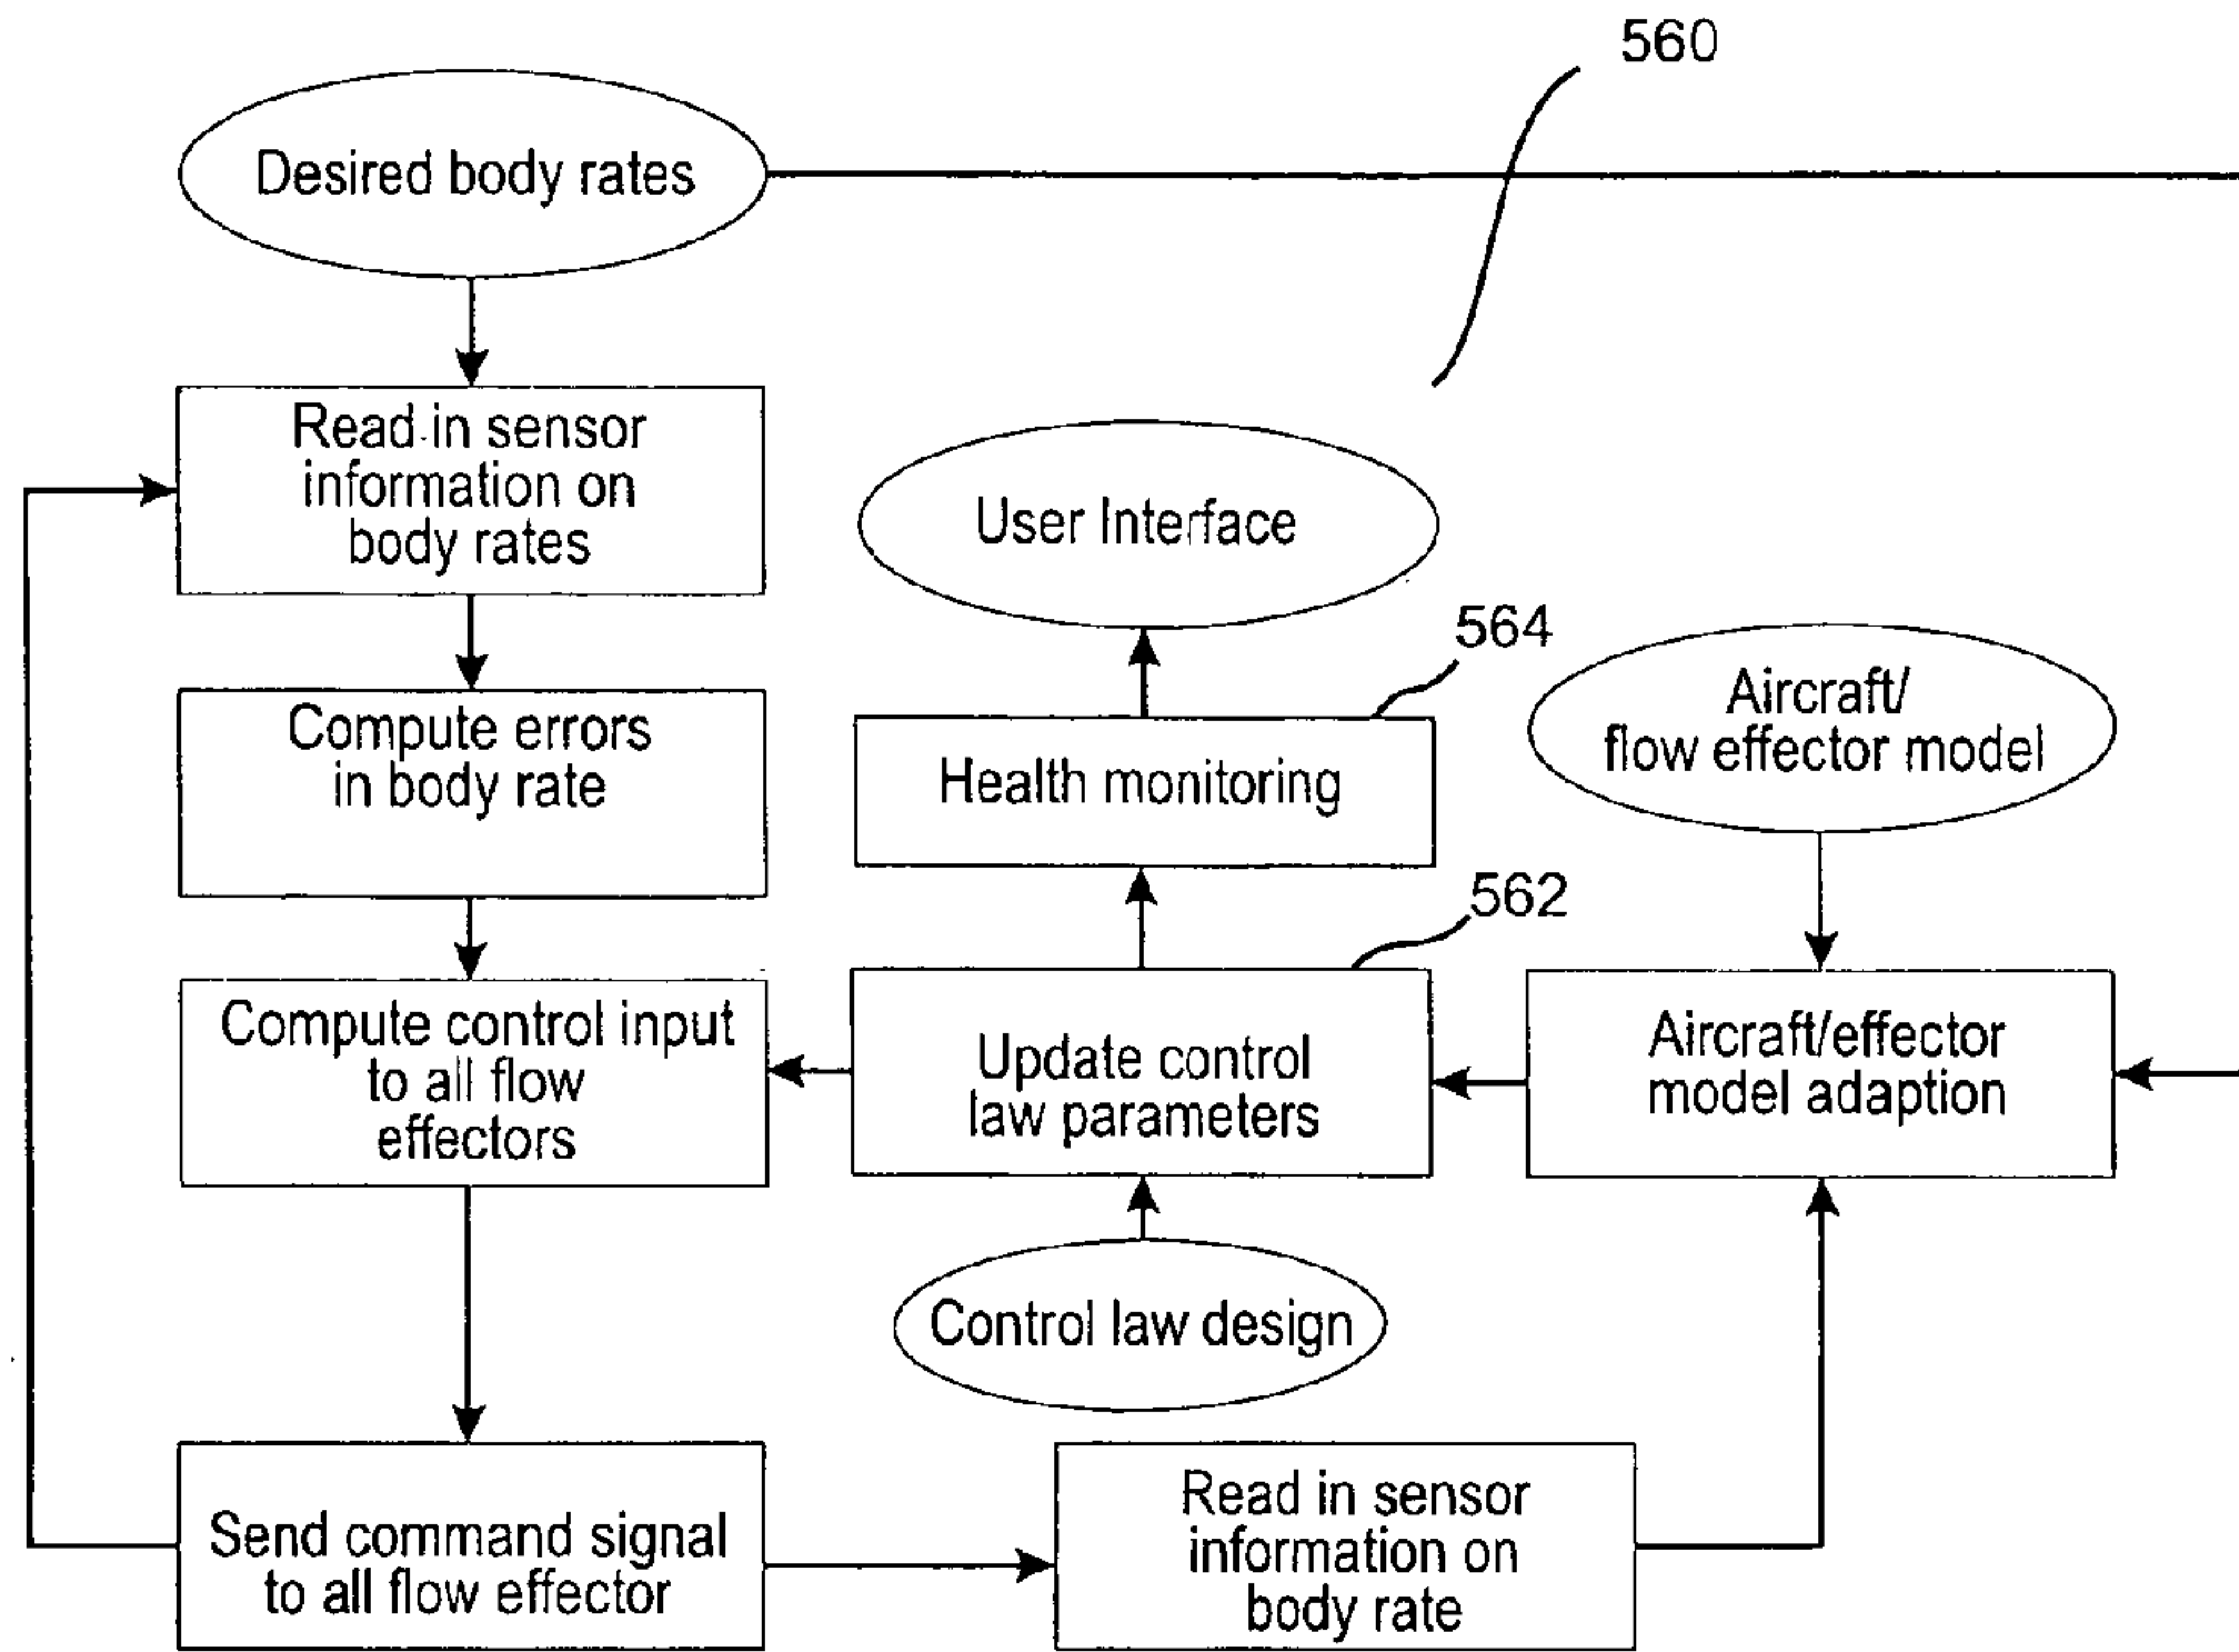 560
Desired body rates
Read in sensor
information on
body rates
User Interface
564
Aircraft/
flow effector model
Compute errors
in body rate
Health monitoring
562
Compute control input
to all flow
effectors
Update control
law parameters
Aircraft/effector
model adaption
Control law design
Send command signal
to all flow effector
Read in sensor
information on
body rate